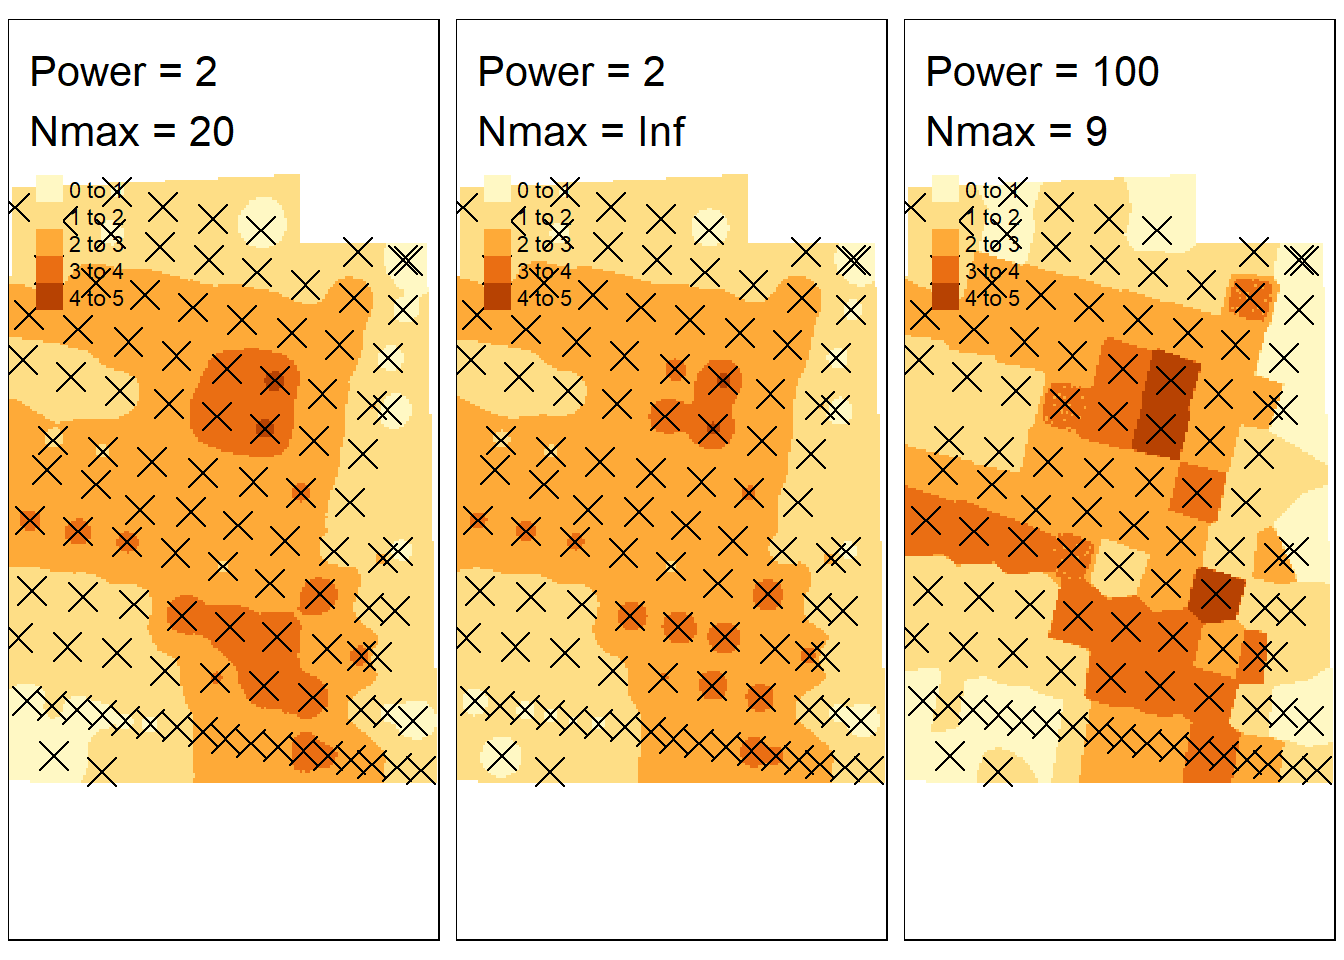 Power = 2
Nmax = 20
0 to 1
1 to 2
2 to 3
3 to 4
4 to 5
Power = 2
Nmax = Inf
0 to 1
1 to 2
2 to 3
3 to 4
4 to 5
Power = 100
Nmax = 9
0 to 1
1 to 2
2 to 3
3 to 4
4 to 5